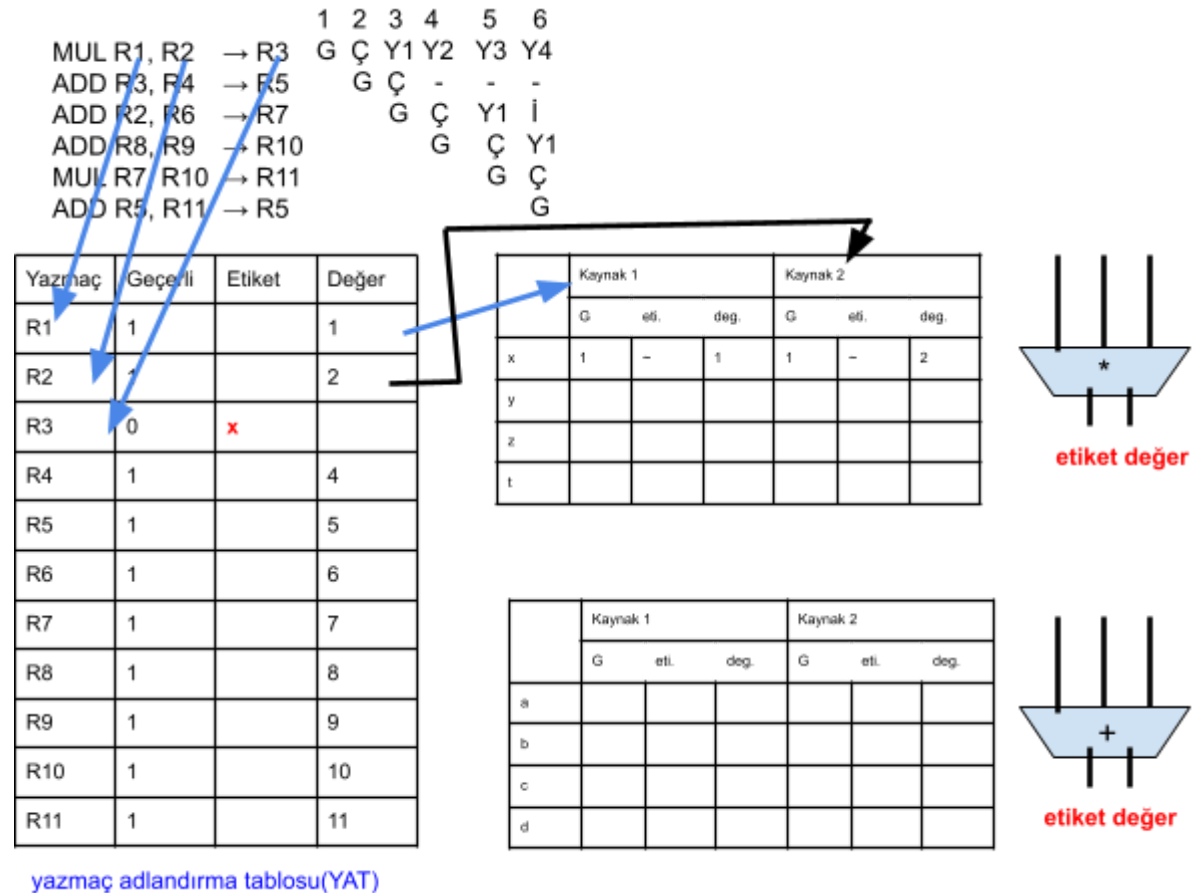 1 2 3 4 5 6
MUL R1, R2 → R3 G Ç Y1 Y2 Y3 Y4
ADD R3, R4 → R5 G Ç - - -
ADD R2, R6 → R7 G Ç Y1 İ
ADD R8, R9 → R10 G Ç Y1
MUL R7, R10 → R11 G Ç
ADD R5, R11 → R5 G
Yazmaç Geçerli Etiket Değer
R1 1 1
R2 1 2
R3 0 x
R4 1 4
R5 1 5
R6 1 6
R7 1 7
R8 1 8
R9 1 9
R10 1 10
R11 1 11
yazmaç adlandırma tablosu(YAT)
Kaynak 1 Kaynak 2
G eti. deg. G eti. deg.
x 1 – 1 1 – 2
y
z
t
*
etiket değer
Kaynak 1 Kaynak 2
G eti. deg. G eti. deg.
a
b
c
d
+
etiket değer